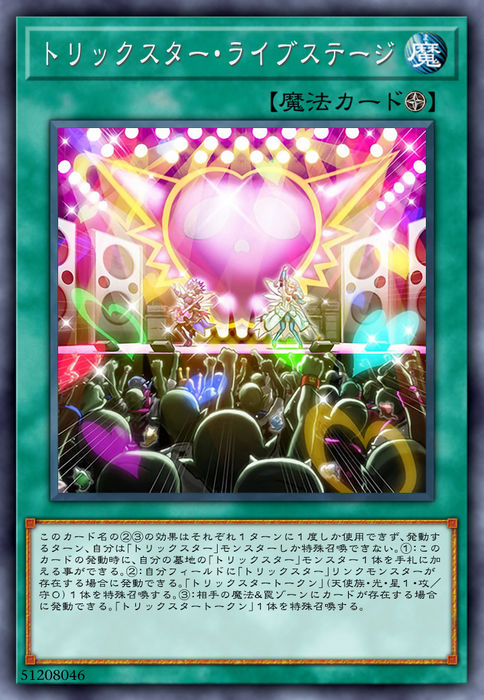 トリックスター・ライブステージ 魔
【魔法カード】
このカード名の②③の効果はそれぞれ1ターンに1度しか使用できず、発動
するターン、自分は「トリックスター」モンスターしか特殊召喚できない。①:この
カードの発動時に、自分の墓地の「トリックスター」モンスター1体を手札に加
える事ができる。②:自分フィールドに「トリックスター」リンクモンスターが
存在する場合に発動できる。「トリックスタートークン」(天使族・光・星1・攻/
守0)1体を特殊召喚する。③:相手の魔法&罠ゾーンにカードが存在する場合
に発動できる。「トリックスタートークン」1体を特殊召喚する。
51208046